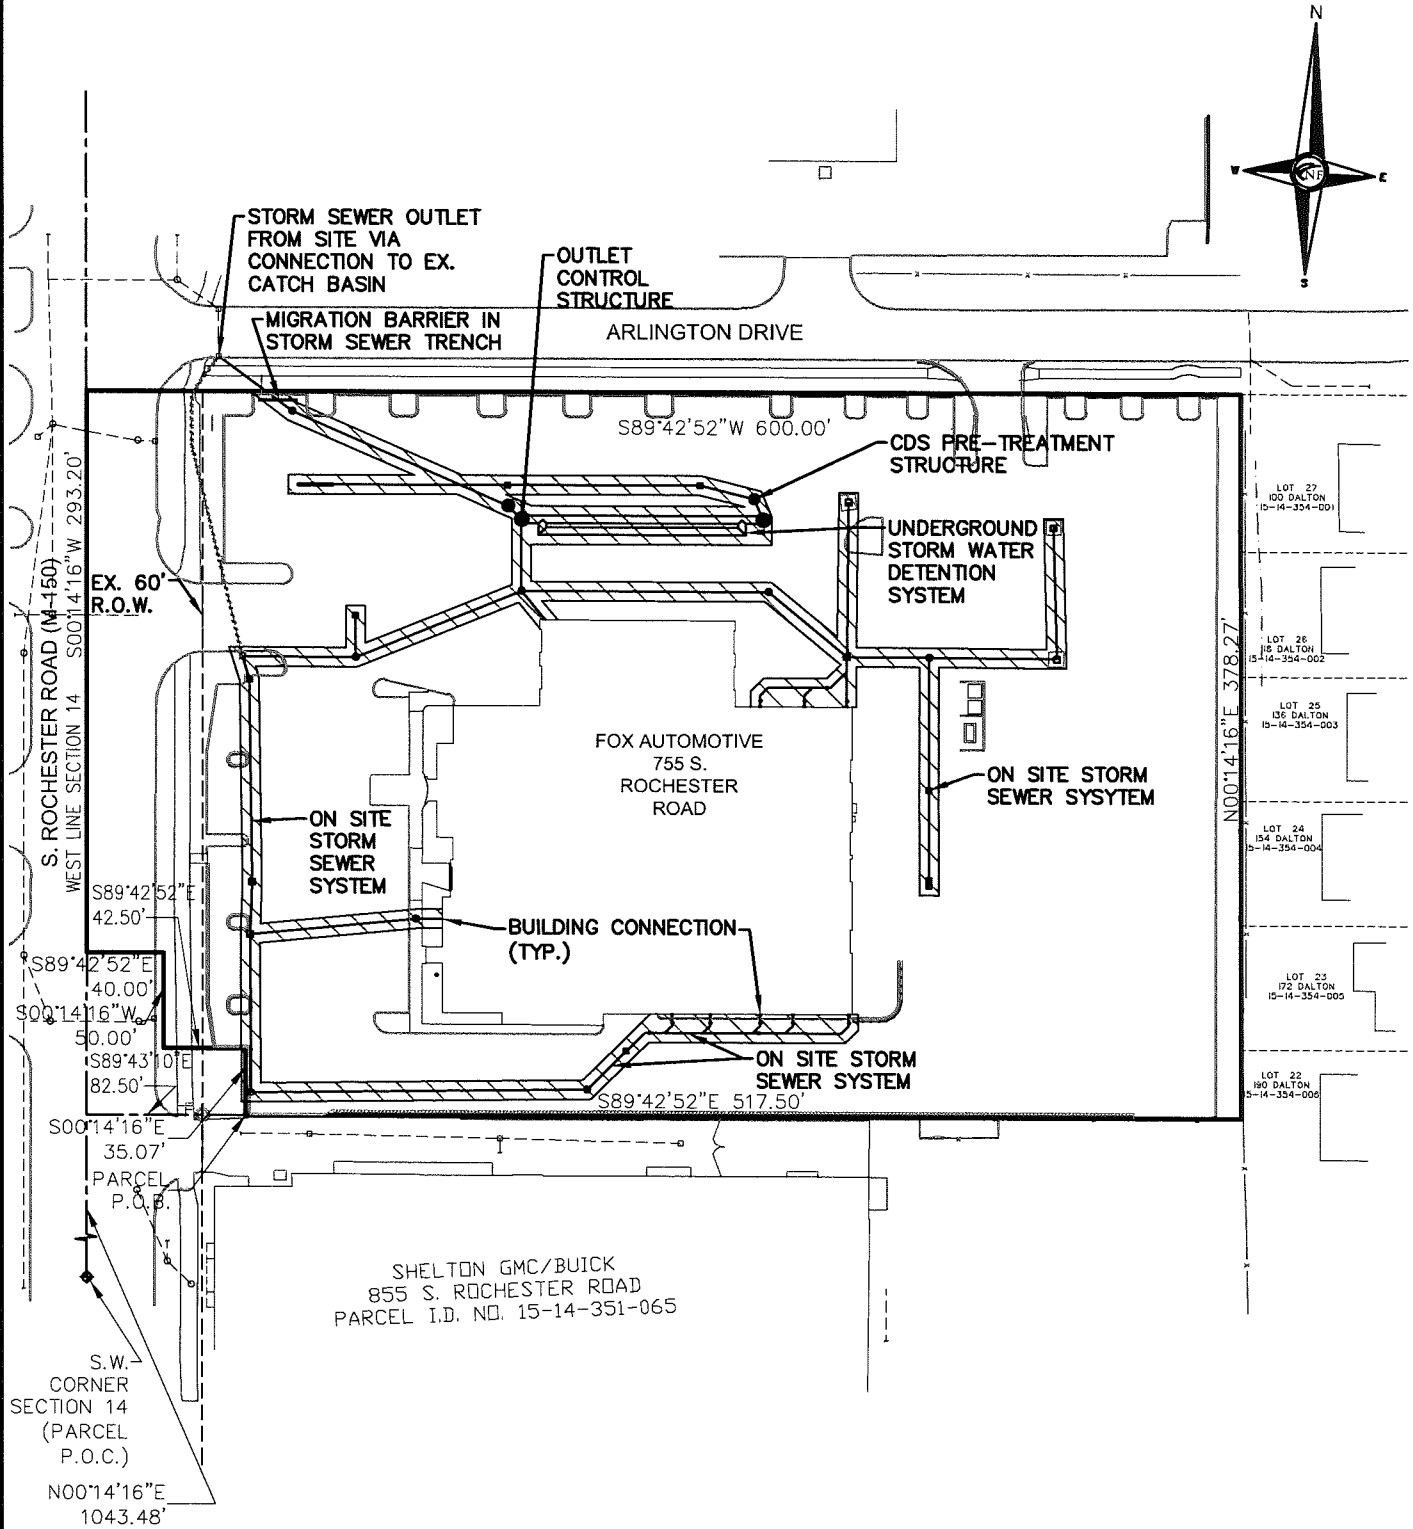 N
W
E
S
NF
STORM SEWER OUTLET
FROM SITE VIA
CONNECTION TO EX.
CATCH BASIN
OUTLET
CONTROL
STRUCTURE
MIGRATION BARRIER IN
STORM SEWER TRENCH
ARLINGTON DRIVE
S89°42'52"W 600.00'
CDS PRE-TREATMENT
STRUCTURE
UNDERGROUND
STORM WATER
DETENTION
SYSTEM
EX. 60'
R.O.W.
S. ROCHESTER ROAD (M-150)
WEST LINE SECTION 14 S00°14'16"W 293.20'
N00°14'16"E 378.27'
LOT 27
100 DALTON
15-14-354-001
LOT 26
118 DALTON
15-14-354-002
LOT 25
136 DALTON
15-14-354-003
LOT 24
154 DALTON
15-14-354-004
LOT 23
172 DALTON
15-14-354-005
LOT 22
190 DALTON
15-14-354-006
FOX AUTOMOTIVE
755 S.
ROCHESTER
ROAD
ON SITE STORM
SEWER SYSYTEM
ON SITE
STORM
SEWER
SYSTEM
BUILDING CONNECTION
(TYP.)
S89°42'52"E
42.50'
S89°42'52"E
40.00'
S00°14'16"W
50.00'
S89°43'10"E
82.50'
ON SITE STORM
SEWER SYSTEM
S89°42'52"E 517.50'
S00°14'16"E
35.07'
PARCEL
P.O.B.
SHELTON GMC/BUICK
855 S. ROCHESTER ROAD
PARCEL I.D. NO. 15-14-351-065
S.W.
CORNER
SECTION 14
(PARCEL
P.O.C.)
N00°14'16"E
1043.48'